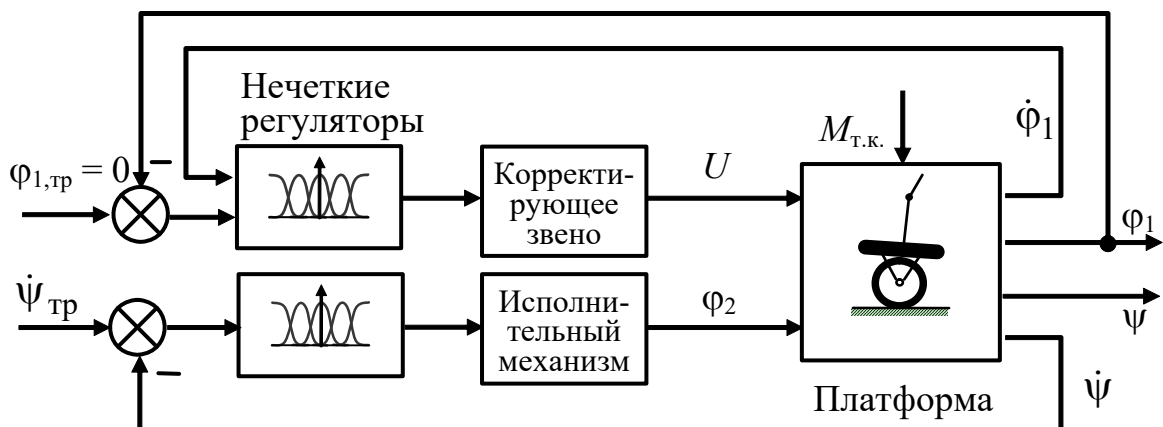 Нечеткие
регуляторы
φ̇₁
Mт.к.
φ₁,тр = 0
−
Корректи-
рующее
звено
U
φ₁
ψ̇тр
Исполни-
тельный
механизм
φ₂
ψ
−
ψ̇
Платформа